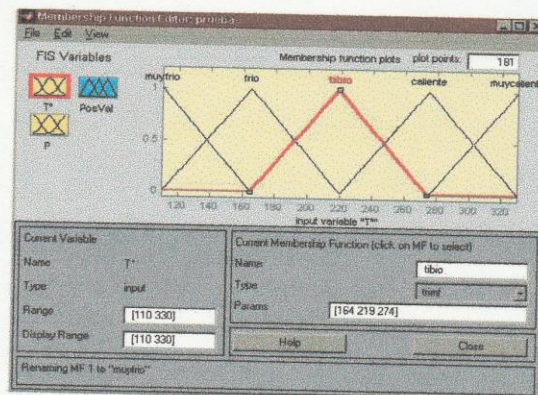 Membership Function Editor: prueba
File Edit View
FIS Variables
Membership function plots plot points: 181
T*
PosVal
P
muyfrio frio tibio caliente muycaliente
1
0.5
0
120 140 160 180 200 220 240 260 280 300 320
input variable "T*"
Current Variable
Name T*
Type input
Range [110 330]
Display Range [110 330]
Current Membership Function (click on MF to select)
Name tibio
Type trimf
Params [164 219 274]
Help Close
Renaming MF 1 to "muyfrio"